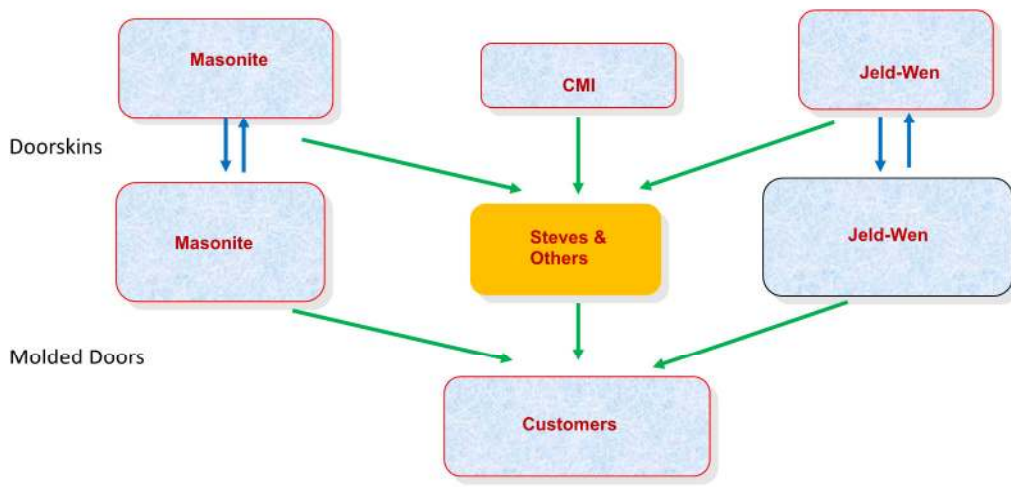 Masonite
CMI
Jeld-Wen
Doorskins
Masonite
Steves &
Others
Jeld-Wen
Molded Doors
Customers